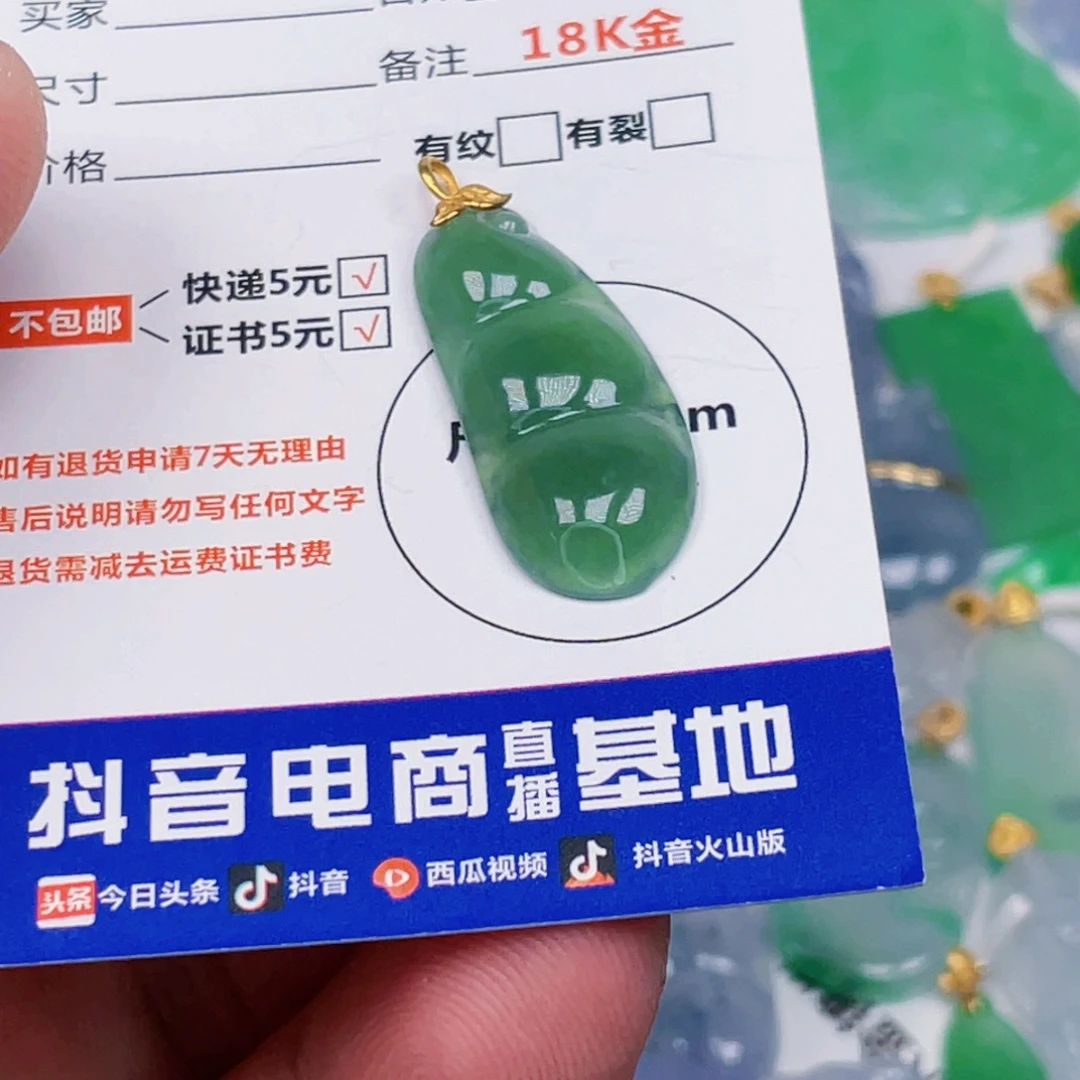 买家
备注 18K金
尺寸
有纹 有裂
价格
快递5元 √
不包邮
证书5元 √
如有退货申请7天无理由
售后说明请勿写任何文字
退货需减去运费证书费
m
抖音电商直播基地
头条 今日头条 抖音 西瓜视频 抖音火山版